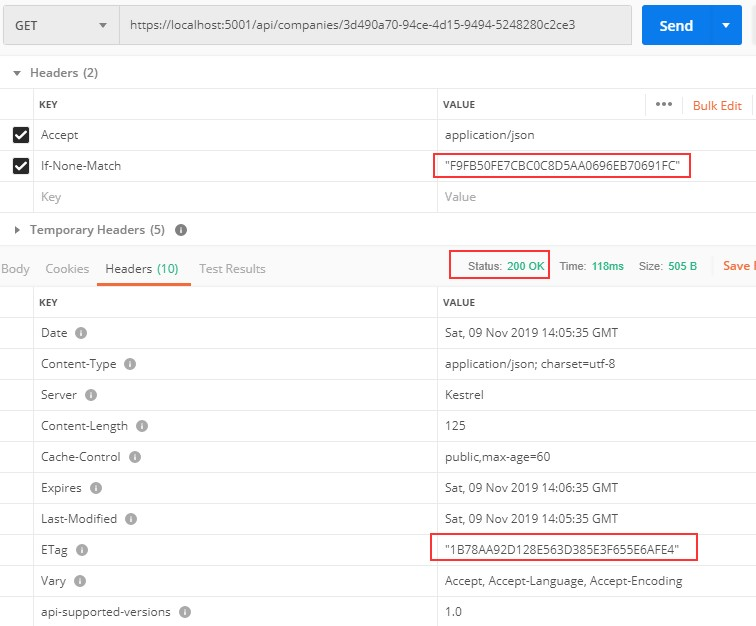 GET https://localhost:5001/api/companies/3d490a70-94ce-4d15-9494-5248280c2ce3 Send
Headers (2)
KEY VALUE ••• Bulk Edit
Accept application/json
If-None-Match "F9FB50FE7CBC0C8D5AA0696EB70691FC"
Key Value
Temporary Headers (5)
Body Cookies Headers (10) Test Results Status: 200 OK Time: 118ms Size: 505 B Save
KEY VALUE
Date Sat, 09 Nov 2019 14:05:35 GMT
Content-Type application/json; charset=utf-8
Server Kestrel
Content-Length 125
Cache-Control public,max-age=60
Expires Sat, 09 Nov 2019 14:06:35 GMT
Last-Modified Sat, 09 Nov 2019 14:05:35 GMT
ETag "1B78AA92D128E563D385E3F655E6AFE4"
Vary Accept, Accept-Language, Accept-Encoding
api-supported-versions 1.0